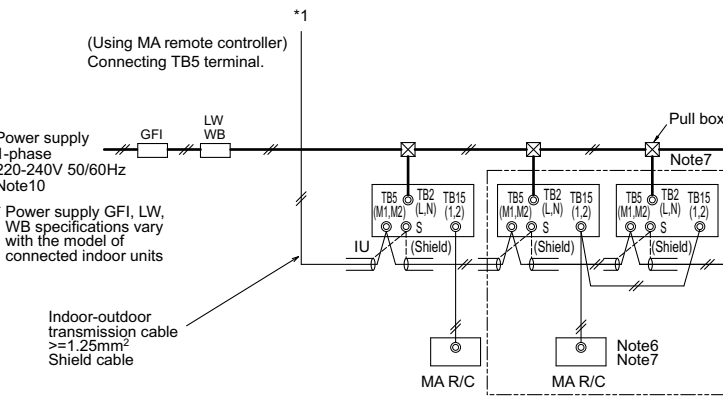 *1
(Using MA remote controller)
Connecting TB5 terminal.
Power supply
1-phase
220-240V 50/60Hz
Note10
GFI
LW
WB
Pull box
Note7
* Power supply GFI, LW,
WB specifications vary
with the model of
connected indoor units
TB5
(M1,M2)
TB2
(L,N)
TB15
(1,2)
S
(Shield)
TB5
(M1,M2)
TB2
(L,N)
TB15
(1,2)
S
(Shield)
TB5
(M1,M2)
TB2
(L,N)
TB15
(1,2)
S
(Shield)
IU
Indoor-outdoor
transmission cable
>=1.25mm²
Shield cable
MA R/C
MA R/C
Note6
Note7